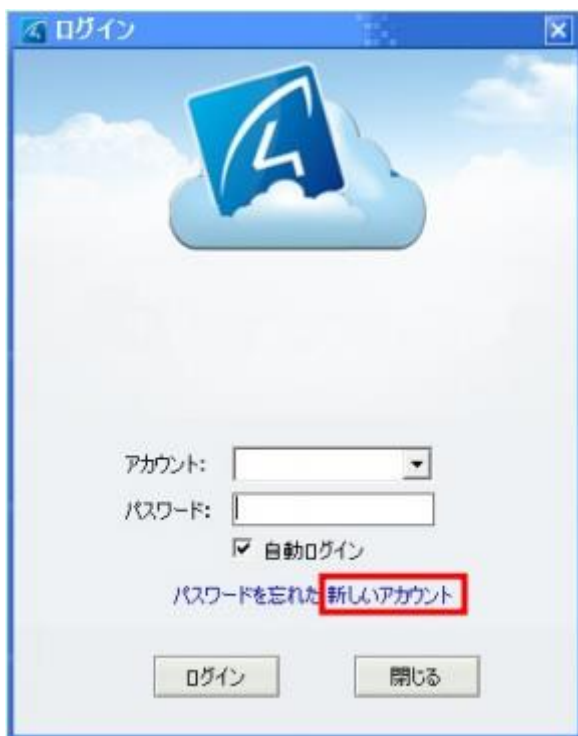 ログイン
アカウント:
パスワード:
自動ログイン
パスワードを忘れた 新しいアカウント
ログイン 閉じる